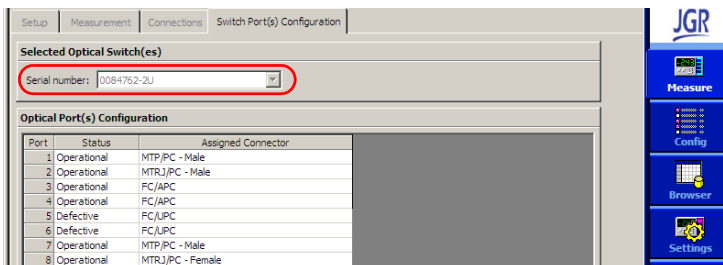 Setup Measurement Connections Switch Port(s) Configuration
JGR
Selected Optical Switch(es)
Serial number: 0084762-2U
Measure
Optical Port(s) Configuration
Port Status Assigned Connector
1 Operational MTP/PC - Male
Config
2 Operational MTRJ/PC - Male
3 Operational FC/APC
4 Operational FC/APC
Browser
5 Defective FC/UPC
6 Defective FC/UPC
7 Operational MTP/PC - Male
Settings
8 Operational MTRJ/PC - Female